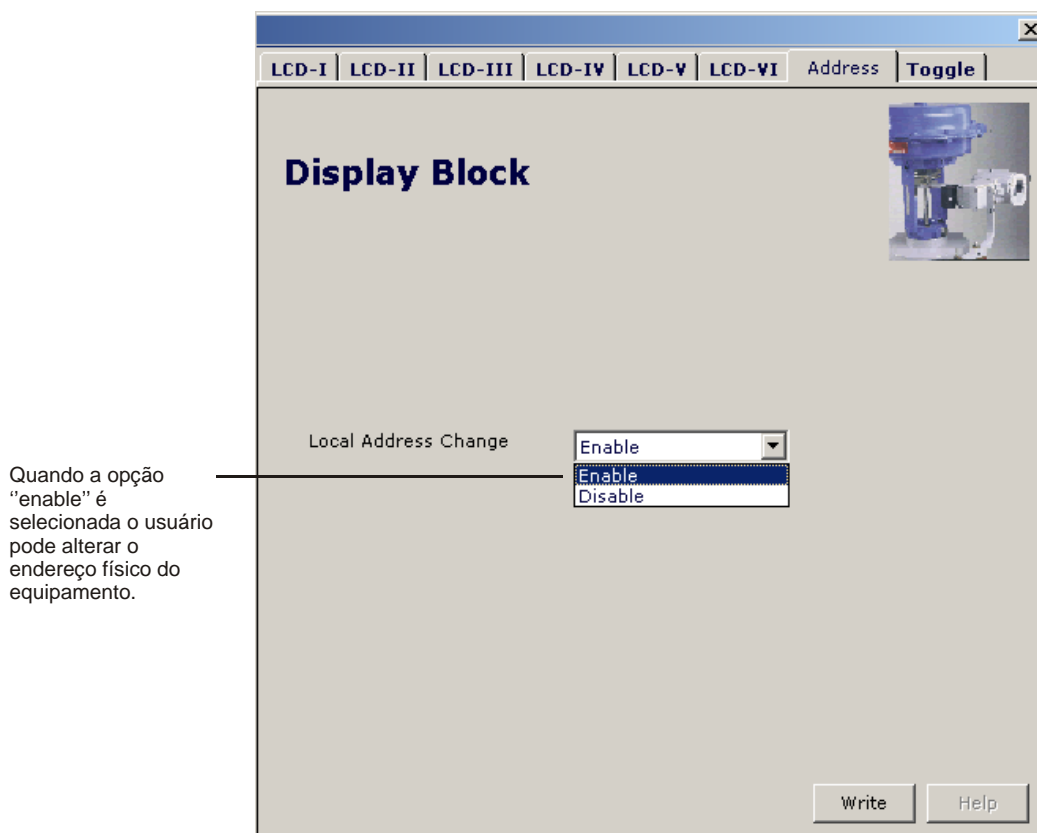 LCD-I LCD-II LCD-III LCD-IV LCD-V LCD-VI Address Toggle
Display Block
Local Address Change Enable
Enable
Disable
Quando a opção
‘’enable’’ é
selecionada o usuário
pode alterar o
endereço físico do
equipamento.
Write Help